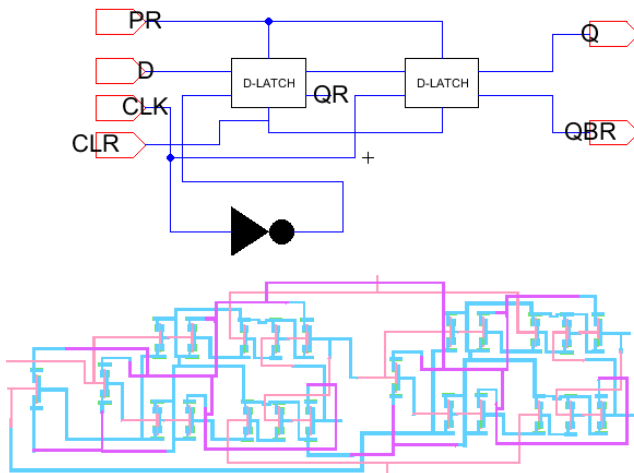 PR
Q
D
D-LATCH
D-LATCH
QR
CLK
QBR
CLR